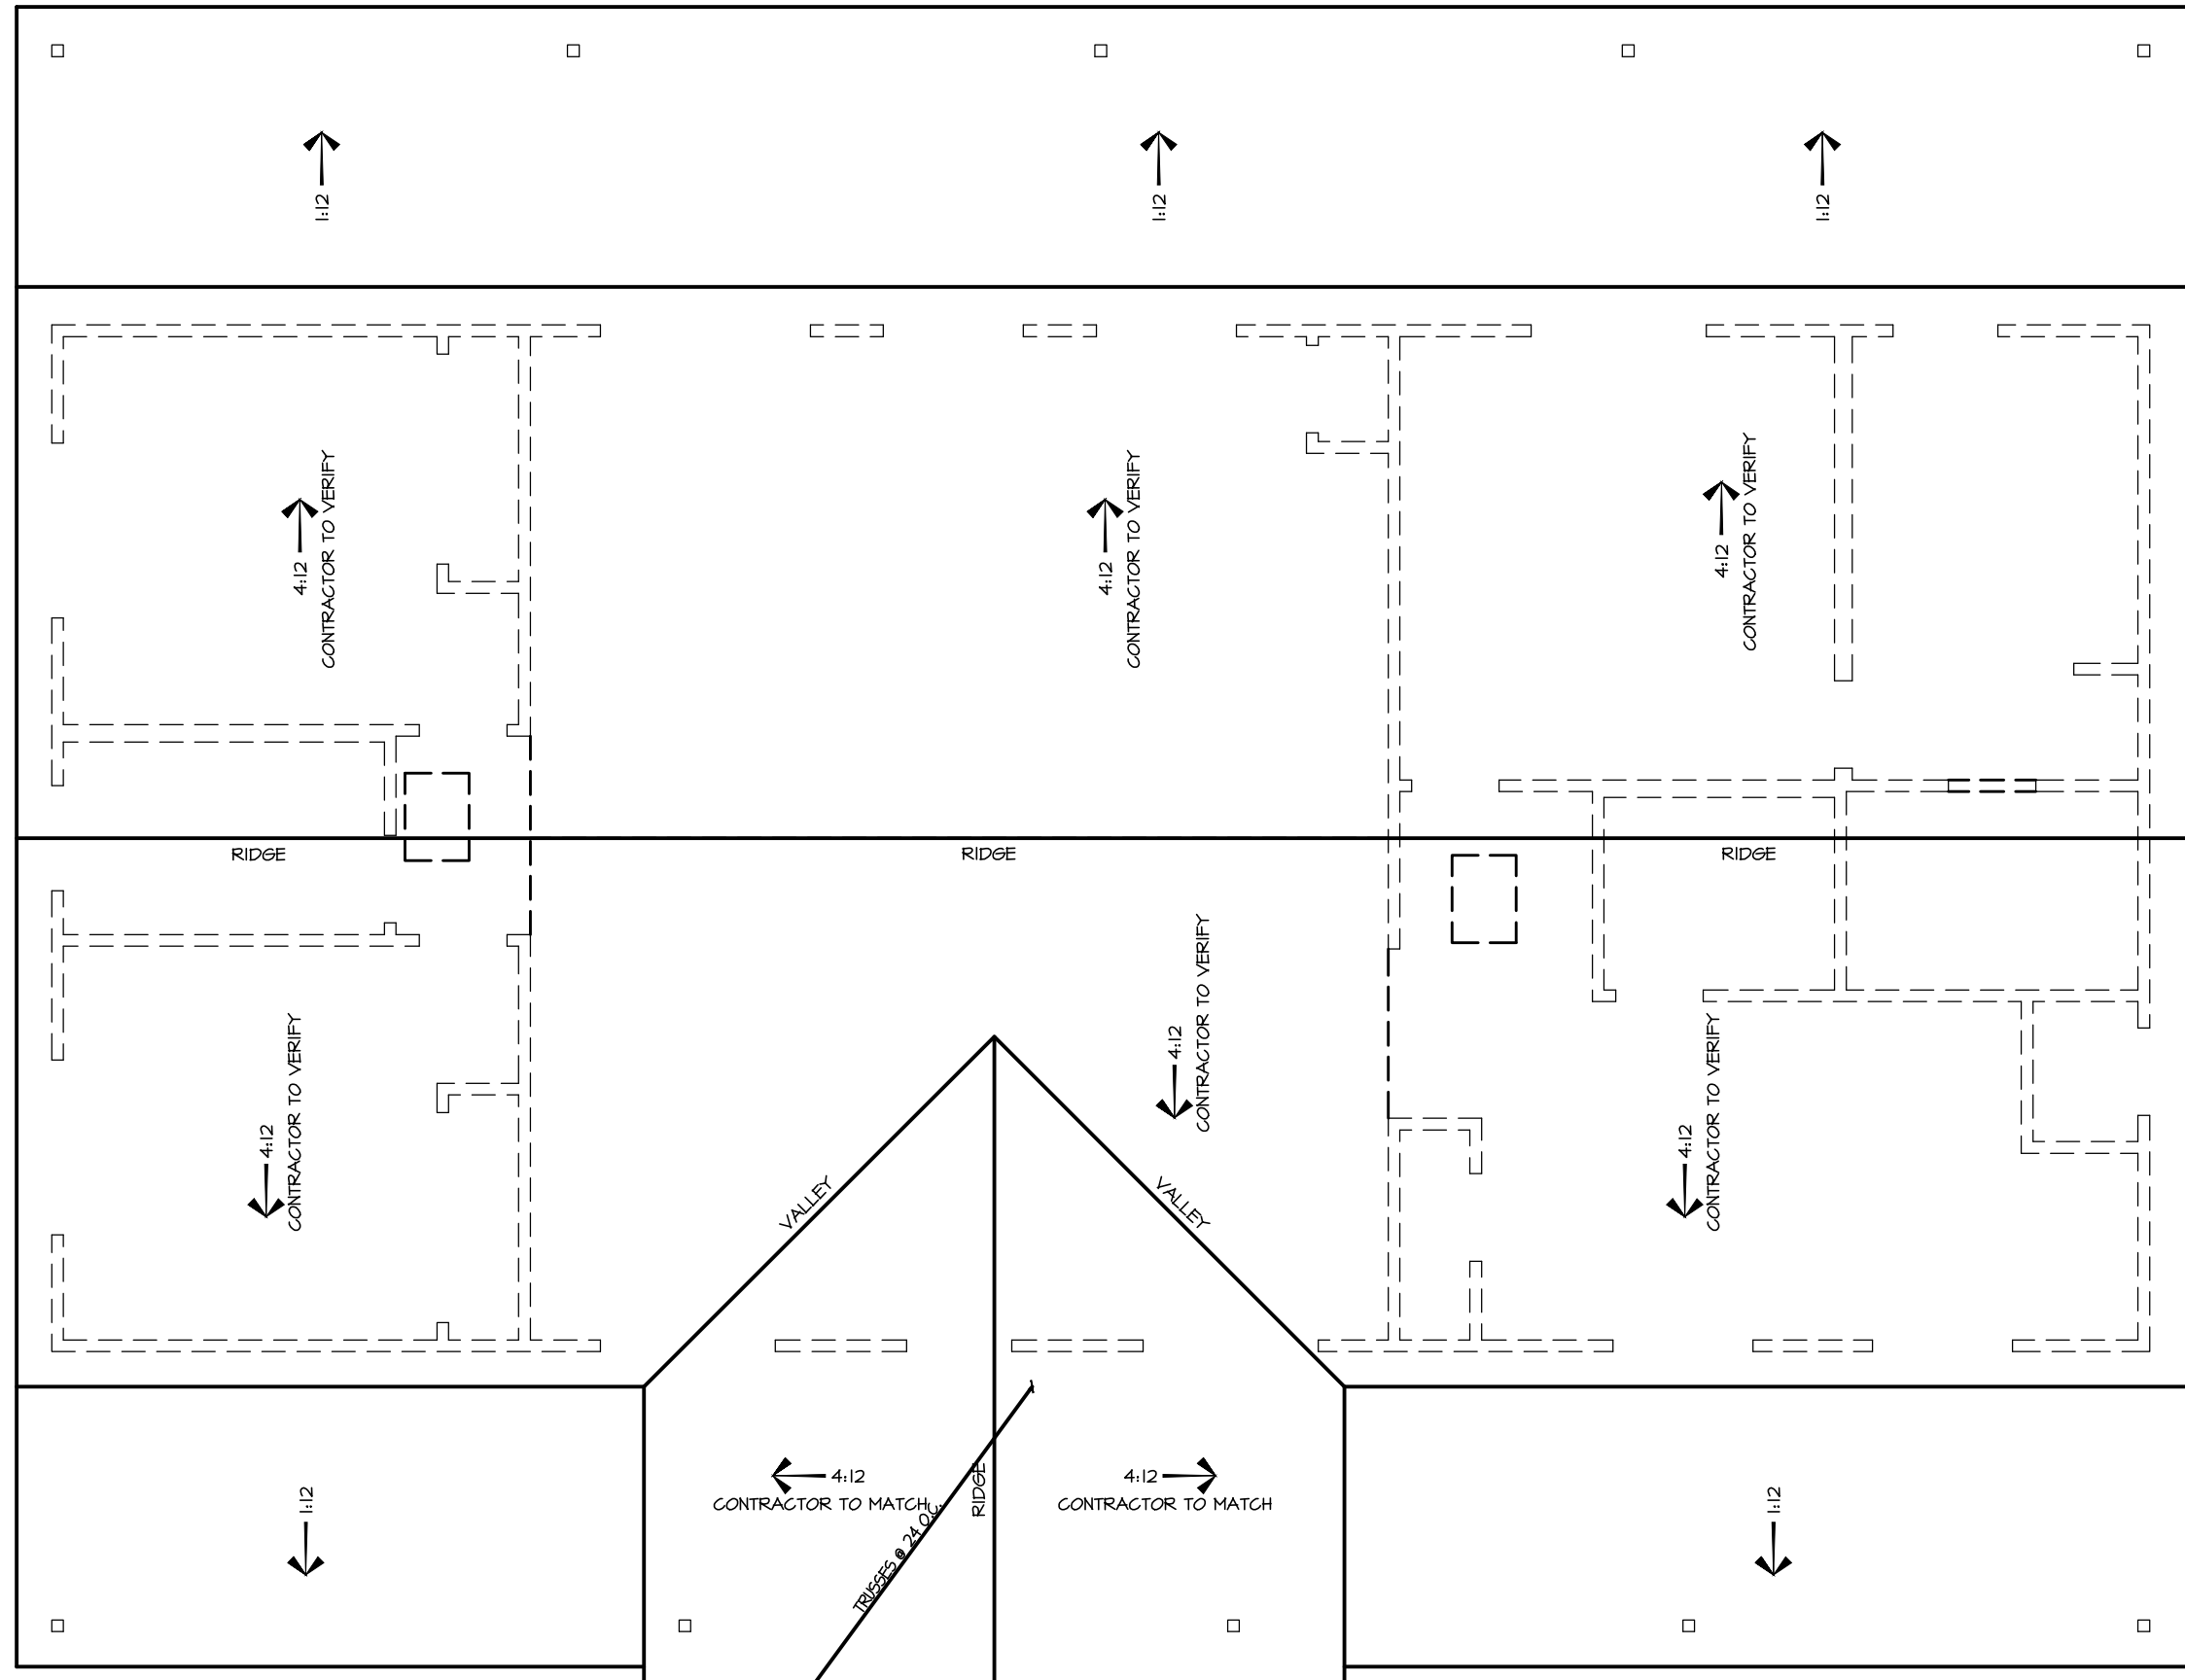 1:12
1:12
1:12
4:12
CONTRACTOR TO VERIFY
4:12
CONTRACTOR TO VERIFY
4:12
CONTRACTOR TO VERIFY
RIDGE
RIDGE
RIDGE
4:12
CONTRACTOR TO VERIFY
4:12
CONTRACTOR TO VERIFY
4:12
CONTRACTOR TO VERIFY
VALLEY
VALLEY
1:12
4:12
CONTRACTOR TO MATCH
RIDGE
4:12
CONTRACTOR TO MATCH
1:12
TRUSSES @ 24 O.C.